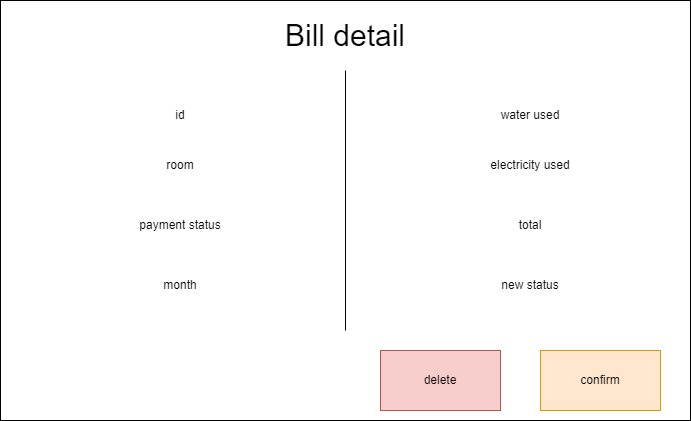 Bill detail
id
room
payment status
month
water used
electricity used
total
new status
delete
confirm